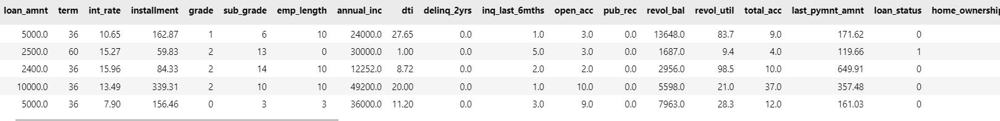 loan_amnt term int_rate installment grade sub_grade emp_length annual_inc dti delinq_2yrs inq_last_6mths open_acc pub_rec revol_bal revol_util total_acc last_pymnt_amnt loan_status home_ownership
5000.0 36 10.65 162.87 1 6 10 24000.0 27.65 0.0 1.0 3.0 0.0 13648.0 83.7 9.0 171.62 0
2500.0 60 15.27 59.83 2 13 0 30000.0 1.00 0.0 5.0 3.0 0.0 1687.0 9.4 4.0 119.66 1
2400.0 36 15.96 84.33 2 14 10 12252.0 8.72 0.0 2.0 2.0 0.0 2956.0 98.5 10.0 649.91 0
10000.0 36 13.49 339.31 2 10 10 49200.0 20.00 0.0 1.0 10.0 0.0 5598.0 21.0 37.0 357.48 0
5000.0 36 7.90 156.46 0 3 3 36000.0 11.20 0.0 3.0 9.0 0.0 7963.0 28.3 12.0 161.03 0